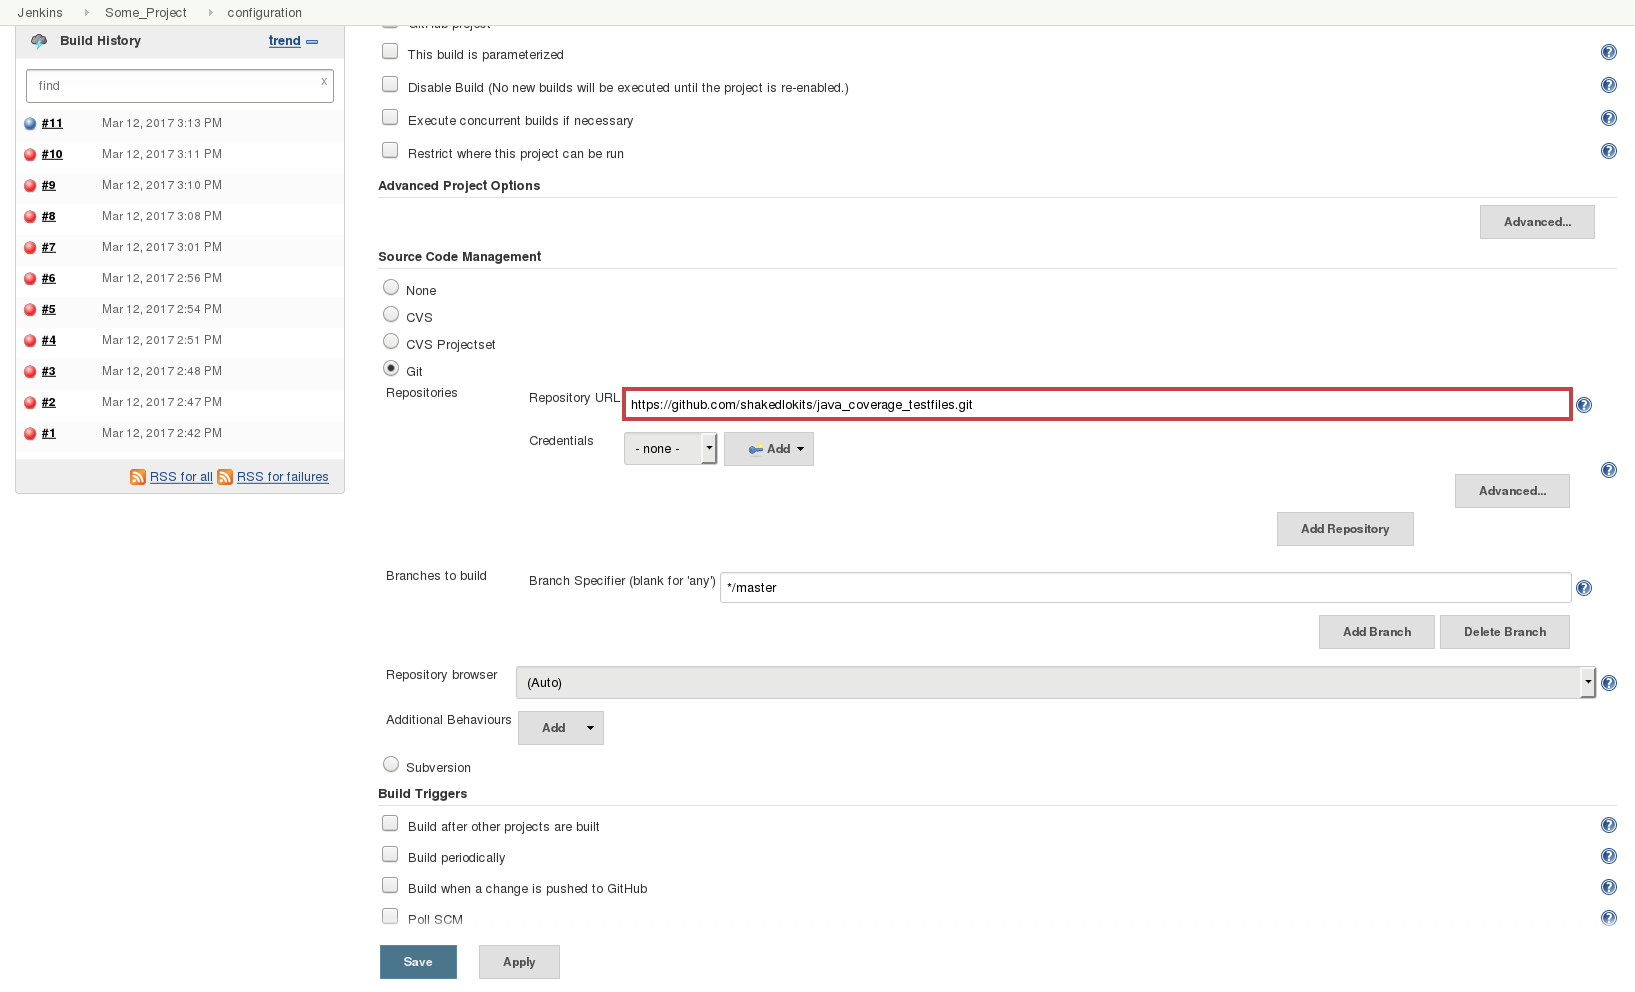 Jenkins Some_Project configuration
Build History trend
find x
#11 Mar 12, 2017 3:13 PM
#10 Mar 12, 2017 3:11 PM
#9 Mar 12, 2017 3:10 PM
#8 Mar 12, 2017 3:08 PM
#7 Mar 12, 2017 3:01 PM
#6 Mar 12, 2017 2:56 PM
#5 Mar 12, 2017 2:54 PM
#4 Mar 12, 2017 2:51 PM
#3 Mar 12, 2017 2:48 PM
#2 Mar 12, 2017 2:47 PM
#1 Mar 12, 2017 2:42 PM
RSS for all RSS for failures
GitHub project
This build is parameterized
Disable Build (No new builds will be executed until the project is re-enabled.)
Execute concurrent builds if necessary
Restrict where this project can be run
Advanced Project Options
Advanced...
Source Code Management
None
CVS
CVS Projectset
Git
Repositories
Repository URL https://github.com/shakedlokits/java_coverage_testfiles.git
Credentials - none - Add
Advanced...
Add Repository
Branches to build
Branch Specifier (blank for 'any') */master
Add Branch Delete Branch
Repository browser (Auto)
Additional Behaviours Add
Subversion
Build Triggers
Build after other projects are built
Build periodically
Build when a change is pushed to GitHub
Poll SCM
Save Apply